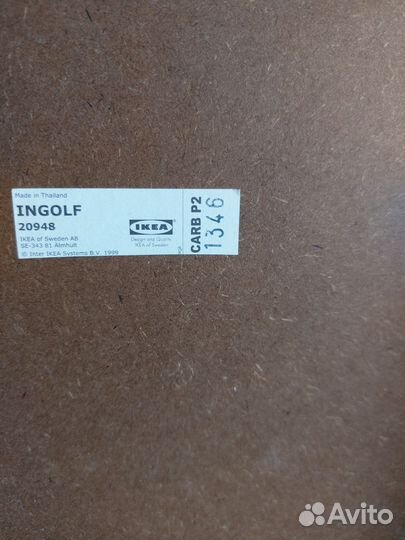 Made in Thailand
INGOLF
20948
IKEA of Sweden AB
SE-343 81 Älmhult
© Inter IKEA Systems B.V. 1999
IKEA
Design and Quality
IKEA of Sweden
CARB P2
1346
Avito